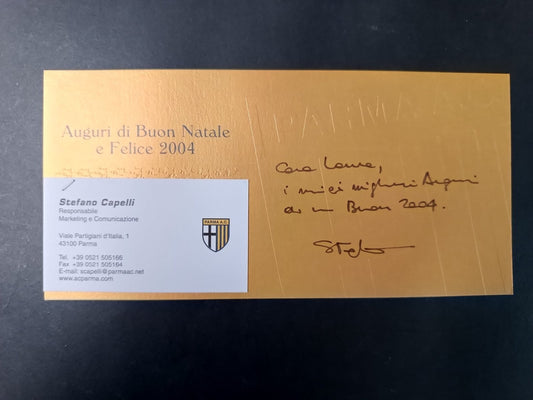 PARMA A.C.
Auguri di Buon Natale
e Felice 2004
Cara Laura,
i miei migliori Auguri
di un Buon 2004.
Stefano
Stefano Capelli
Responsabile
Marketing e Comunicazione
PARMA A.C.
Viale Partigiani d'Italia, 1
43100 Parma
Tel. +39 0521 505166
Fax +39 0521 505164
E-mail: scapelli@parmaac.net
www.acparma.com